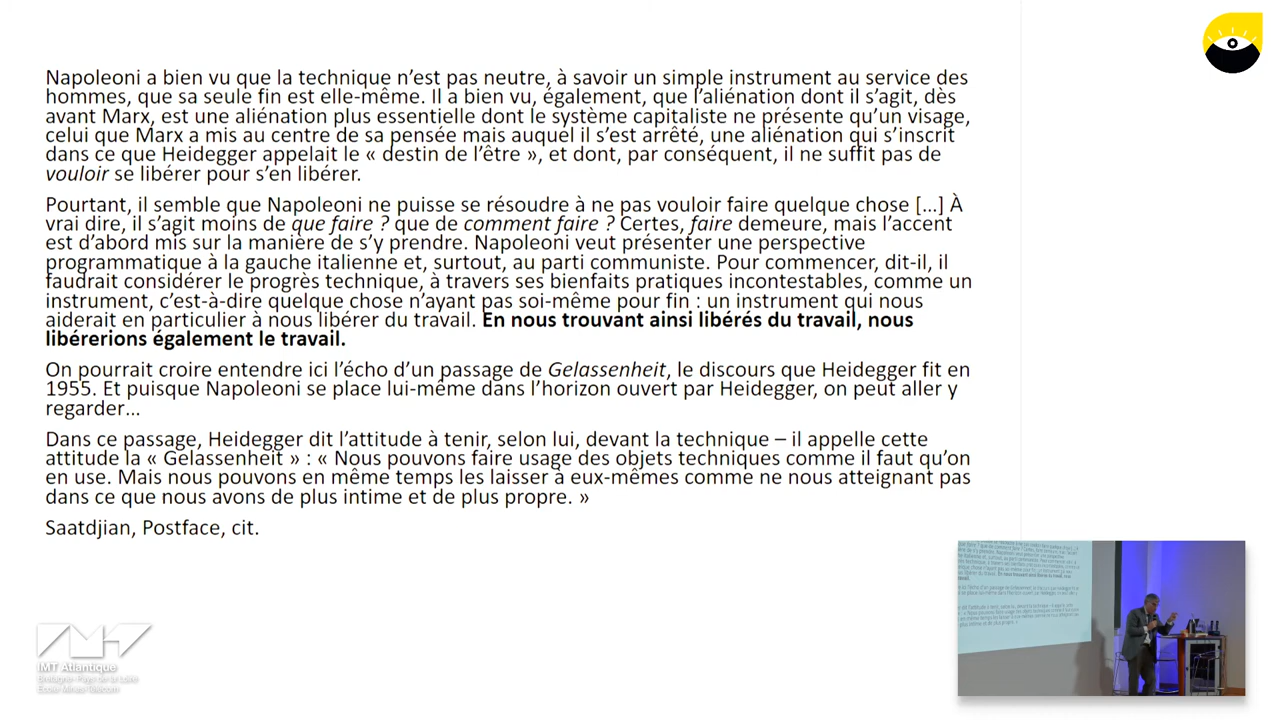 Napoleoni a bien vu que la technique n’est pas neutre, à savoir un simple instrument au service des
hommes, que sa seule fin est elle-même. Il a bien vu, également, que l’aliénation dont il s’agit, dès
avant Marx, est une aliénation plus essentielle dont le système capitaliste ne présente qu’un visage,
celui que Marx a mis au centre de sa pensée mais auquel il s’est arrêté, une aliénation qui s’inscrit
dans ce que Heidegger appelait le « destin de l’être », et dont, par conséquent, il ne suffit pas de
vouloir se libérer pour s’en libérer.
Pourtant, il semble que Napoleoni ne puisse se résoudre à ne pas vouloir faire quelque chose […] À
vrai dire, il s’agit moins de que faire ? que de comment faire ? Certes, faire demeure, mais l’accent
est d’abord mis sur la manière de s’y prendre. Napoleoni veut présenter une perspective
programmatique à la gauche italienne et, surtout, au parti communiste. Pour commencer, dit-il, il
faudrait considérer le progrès technique, à travers ses bienfaits pratiques incontestables, comme un
instrument, c’est-à-dire quelque chose n’ayant pas soi-même pour fin : un instrument qui nous
aiderait en particulier à nous libérer du travail. En nous trouvant ainsi libérés du travail, nous
libérerions également le travail.
On pourrait croire entendre ici l’écho d’un passage de Gelassenheit, le discours que Heidegger fit en
1955. Et puisque Napoleoni se place lui-même dans l’horizon ouvert par Heidegger, on peut aller y
regarder…
Dans ce passage, Heidegger dit l’attitude à tenir, selon lui, devant la technique – il appelle cette
attitude la « Gelassenheit » : « Nous pouvons faire usage des objets techniques comme il faut qu’on
en use. Mais nous pouvons en même temps les laisser à eux-mêmes comme ne nous atteignant pas
dans ce que nous avons de plus intime et de plus propre. »
Saatdjian, Postface, cit.
IMT Atlantique
Bretagne-Pays de la Loire
École Mines-Télécom